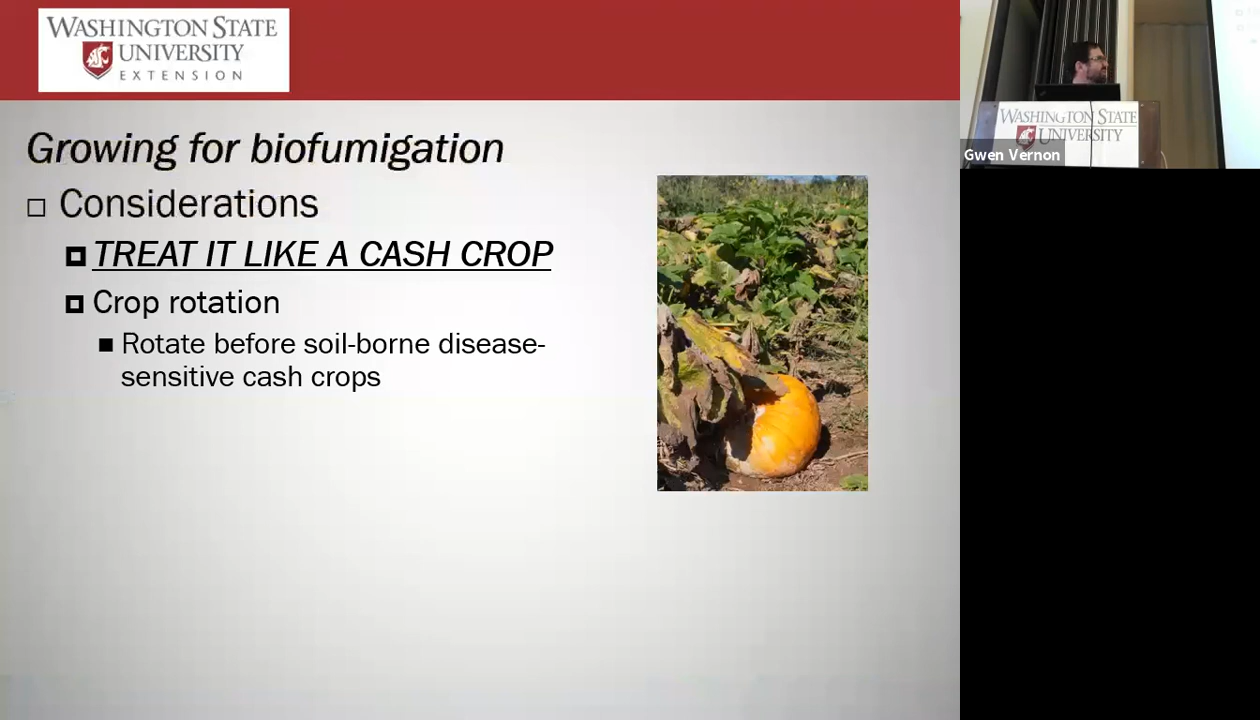 WASHINGTON STATE
UNIVERSITY
EXTENSION
Growing for biofumigation
Considerations
TREAT IT LIKE A CASH CROP
Crop rotation
Rotate before soil-borne disease-
sensitive cash crops
WASHINGTON STATE
UNIVERSITY
Gwen Vernon